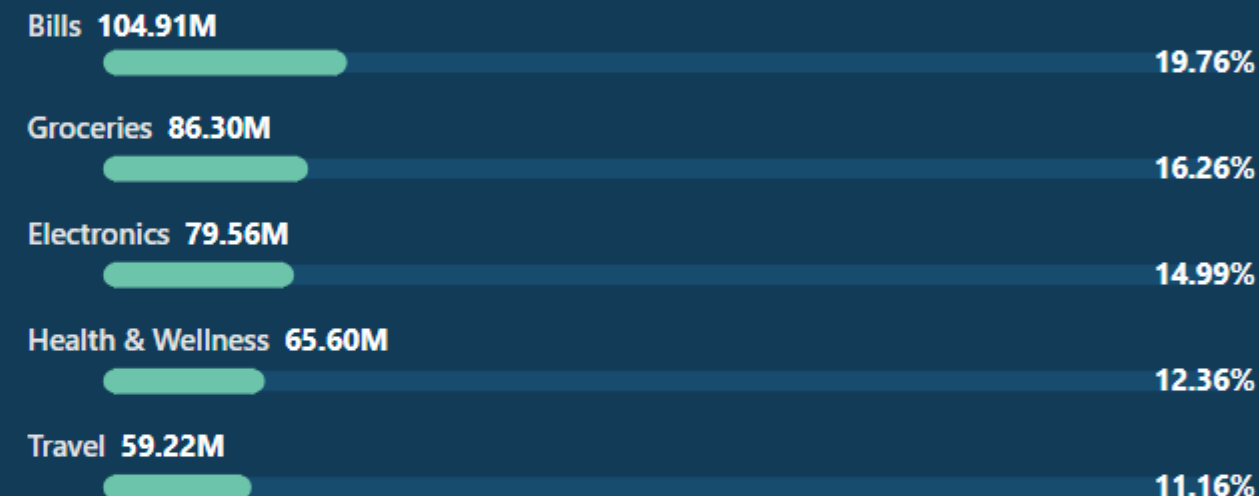 Bills 104.91M
19.76%
Groceries 86.30M
16.26%
Electronics 79.56M
14.99%
Health & Wellness 65.60M
12.36%
Travel 59.22M
11.16%